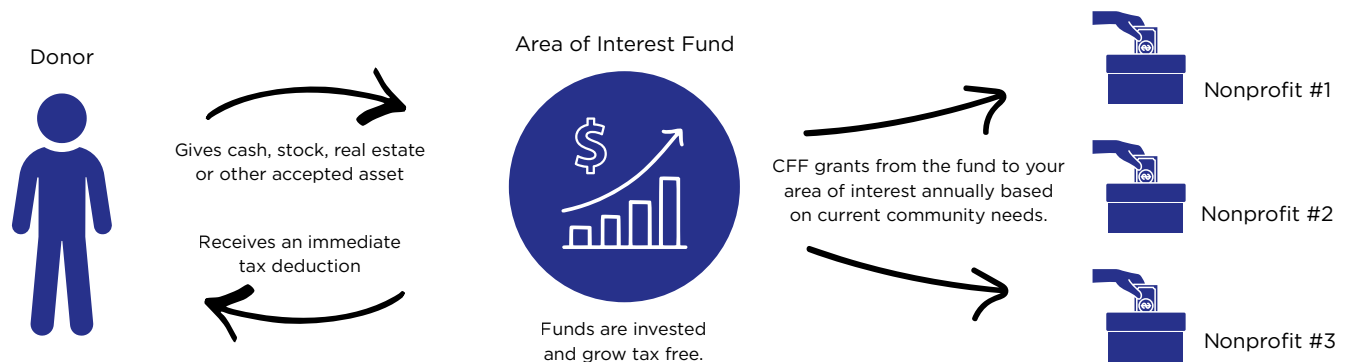 Donor
Gives cash, stock, real estate
or other accepted asset
Receives an immediate
tax deduction
Area of Interest Fund
$
Funds are invested
and grow tax free.
CFF grants from the fund to your
area of interest annually based
on current community needs.
Nonprofit #1
Nonprofit #2
Nonprofit #3